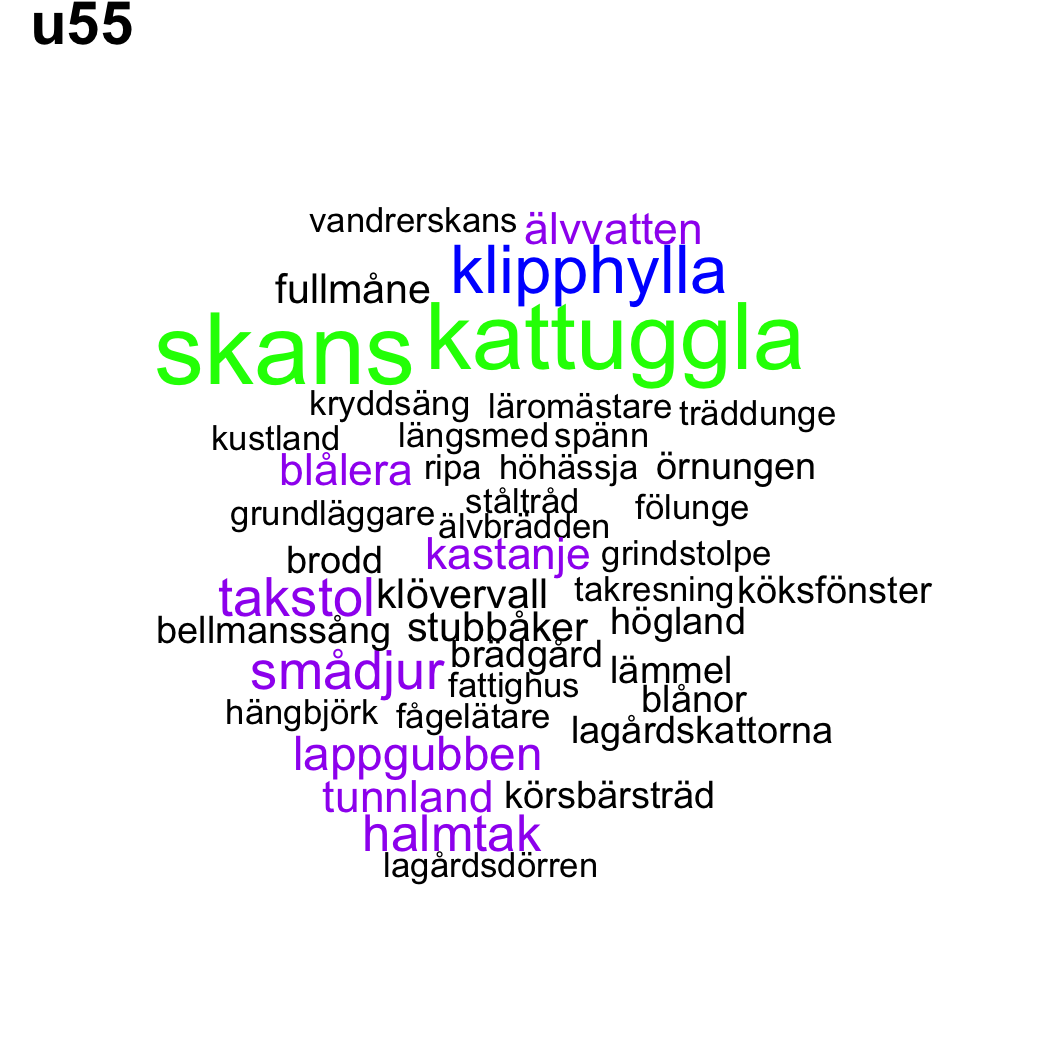 u55
vandrerskans älvvatten
fullmåne klipphylla
skans kattuggla
kryddsäng läromästare träddunge
kustland längsmed spänn
blålera ripa höhässja örnungen
grundläggare ståltråd fölunge
älvbrädden
brodd kastanje grindstolpe
takstol klövervall takresning köksfönster
bellmanssång stubbåker högland
smådjur brädgård lämmel
fattighus blånor
hängbjörk fågelätare lagårdskattorna
lappgubben
tunnland körsbärsträd
halmtak
lagårdsdörren